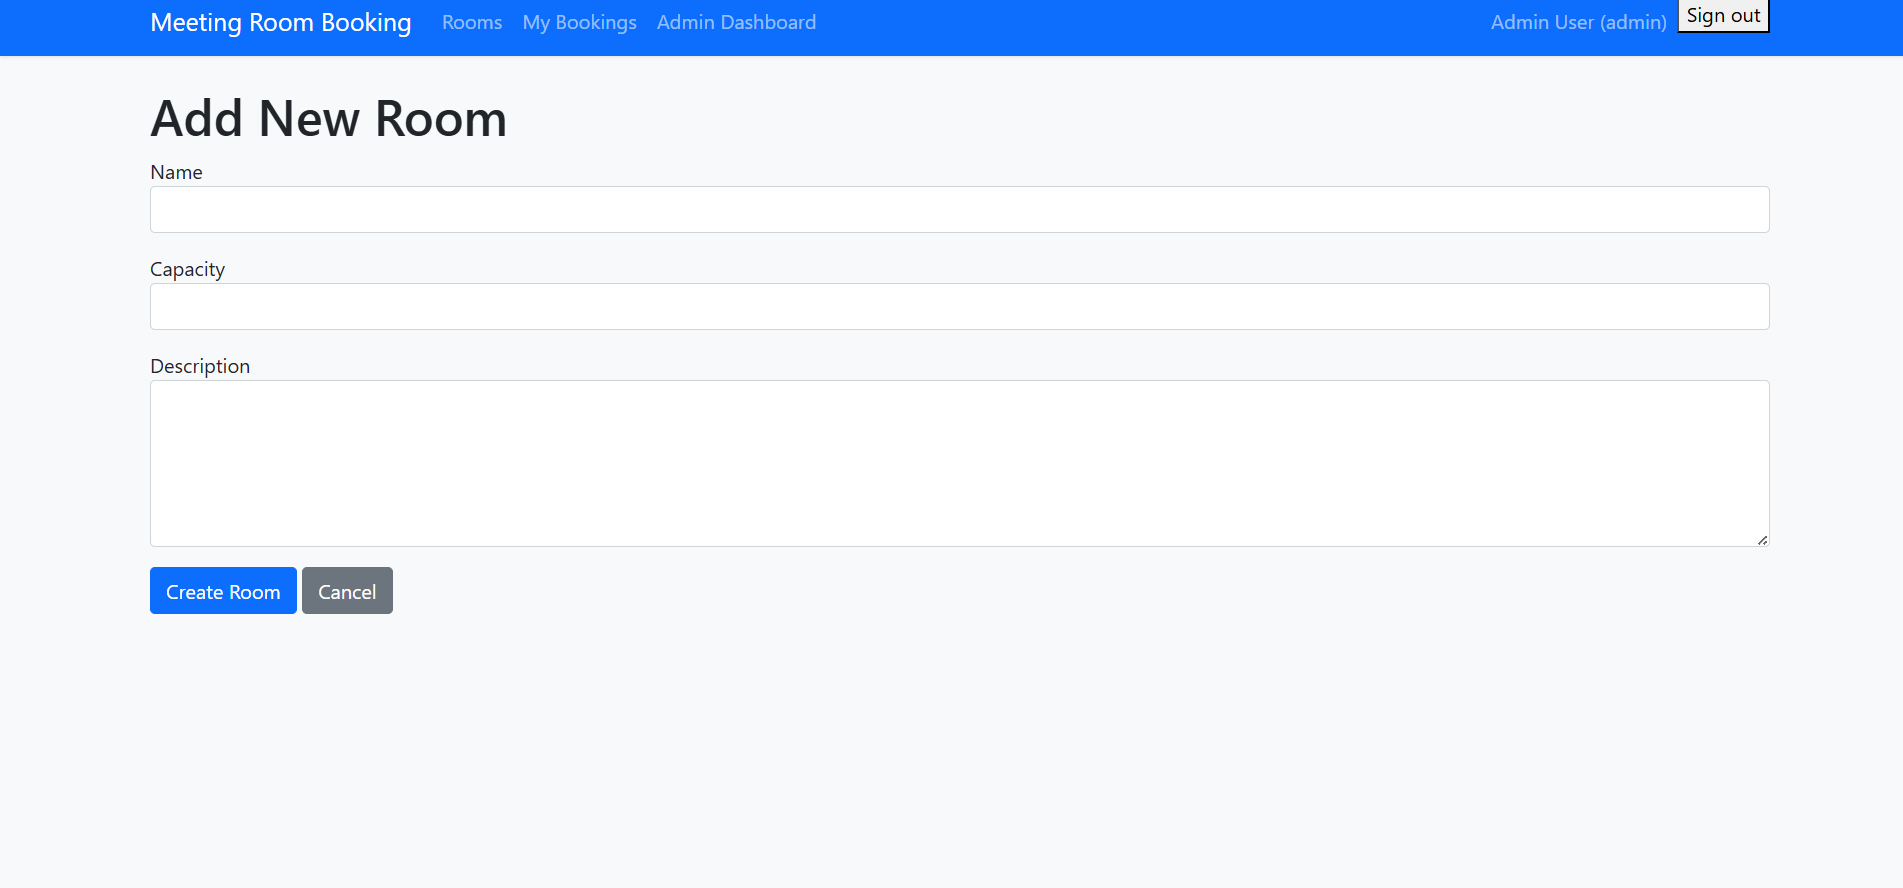 Meeting Room Booking Rooms My Bookings Admin Dashboard Admin User (admin) Sign out
Add New Room
Name
Capacity
Description
Create Room Cancel